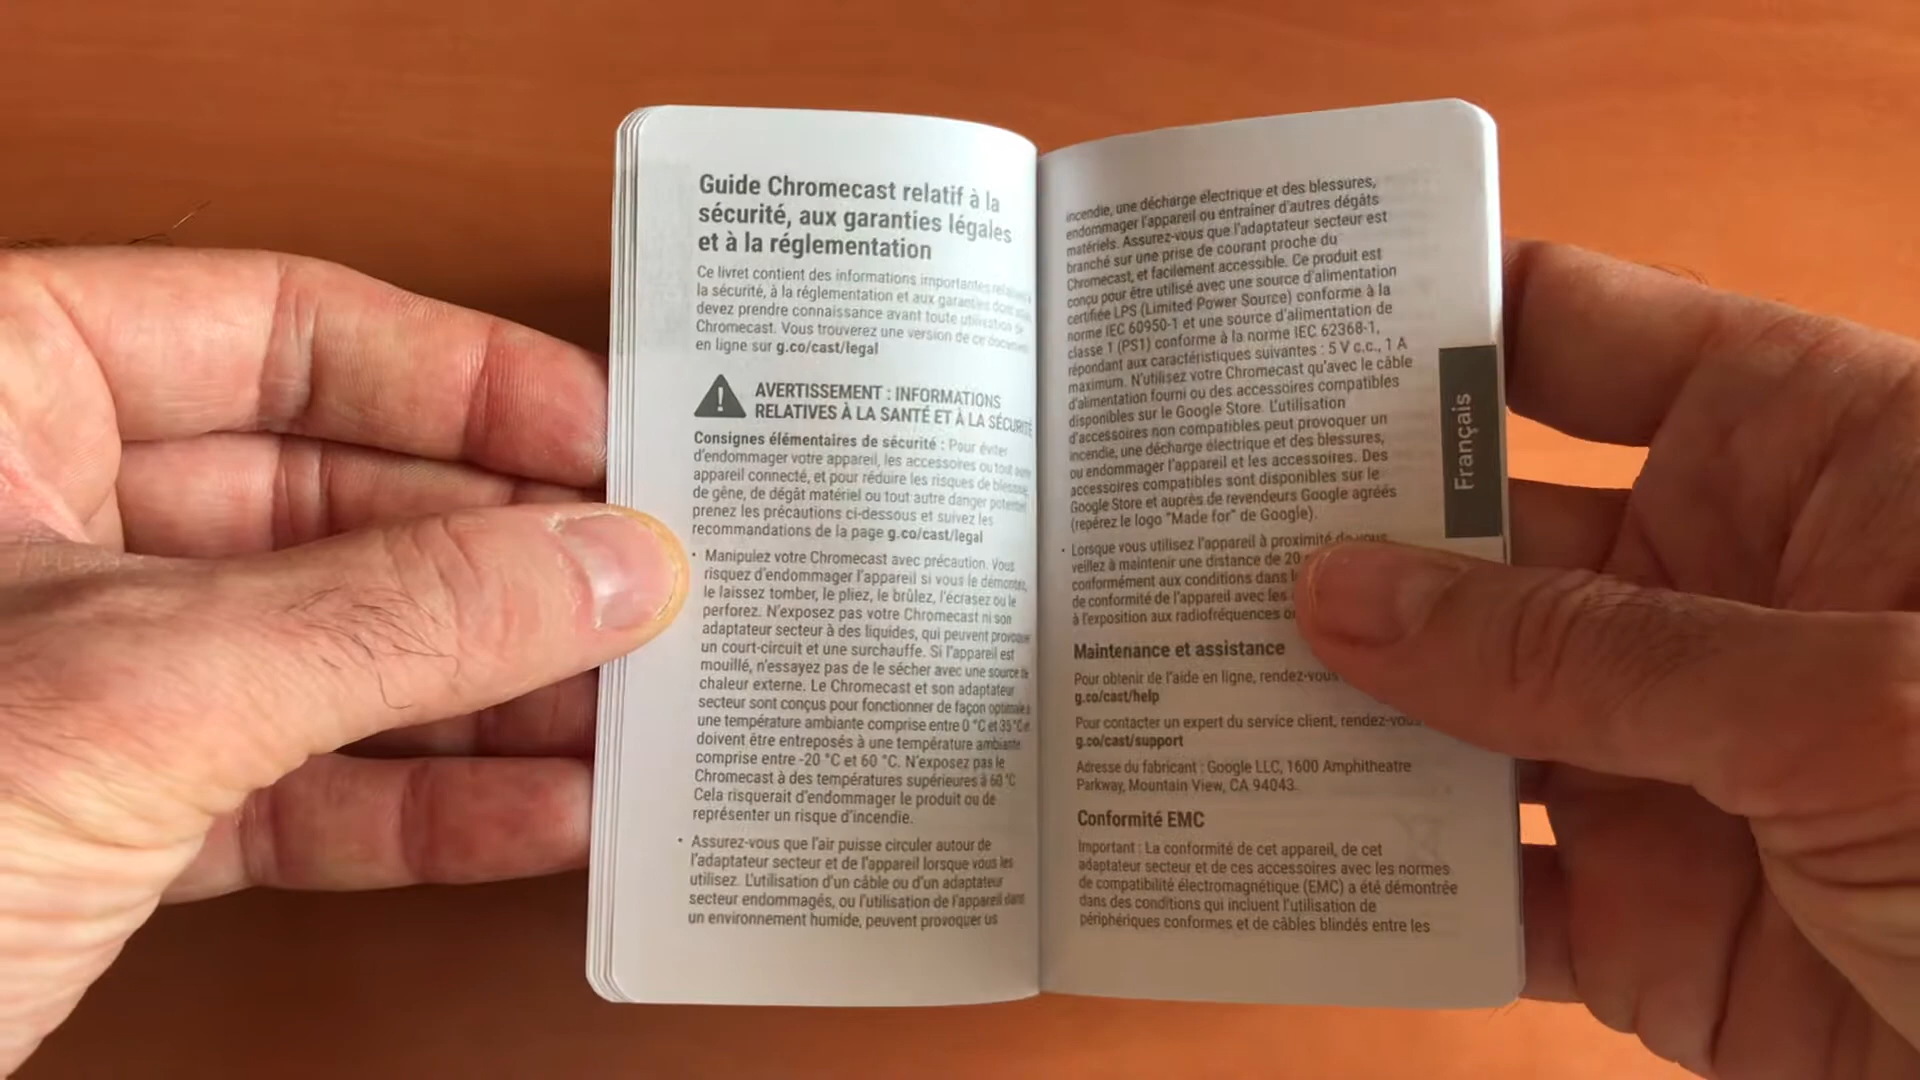 Guide Chromecast relatif à la
sécurité, aux garanties légales
et à la réglementation
Ce livret contient des informations importantes
la sécurité, à la réglementation et aux garanties dont
devez prendre connaissance avant toute utilisation
Chromecast. Vous trouverez une version de ce document
en ligne sur g.co/cast/legal
AVERTISSEMENT : INFORMATIONS
RELATIVES À LA SANTÉ ET À LA SÉCURITÉ
Consignes élémentaires de sécurité : Pour éviter
d'endommager votre appareil, les accessoires ou tout
appareil connecté, et pour réduire les risques de
de gêne, de dégât matériel ou tout autre danger
prenez les précautions ci-dessous et suivez les
recommandations de la page g.co/cast/legal
• Manipulez votre Chromecast avec précaution. Vous
risquez d'endommager l'appareil si vous le démontez,
le laissez tomber, le pliez, le brûlez, l'écrasez ou le
perforez. N'exposez pas votre Chromecast ni son
adaptateur secteur à des liquides, qui peuvent provoquer
un court-circuit et une surchauffe. Si l'appareil est
mouillé, n'essayez pas de le sécher avec une source de
chaleur externe. Le Chromecast et son adaptateur
secteur sont conçus pour fonctionner de façon optimale à
une température ambiante comprise entre 0 °C et 35 °C et
doivent être entreposés à une température ambiante
comprise entre -20 °C et 60 °C. N'exposez pas le
Chromecast à des températures supérieures à 60 °C
Cela risquerait d'endommager le produit ou de
représenter un risque d'incendie.
• Assurez-vous que l'air puisse circuler autour de
l'adaptateur secteur et de l'appareil lorsque vous les
utilisez. L'utilisation d'un câble ou d'un adaptateur
secteur endommagés, ou l'utilisation de l'appareil dans
un environnement humide, peuvent provoquer us
incendie, une décharge électrique et des blessures,
endommager l'appareil ou entraîner d'autres dégâts
matériels. Assurez-vous que l'adaptateur secteur est
branché sur une prise de courant proche du
Chromecast, et facilement accessible. Ce produit est
conçu pour être utilisé avec une source d'alimentation
certifiée LPS (Limited Power Source) conforme à la
norme IEC 60950-1 et une source d'alimentation de
classe 1 (PS1) conforme à la norme IEC 62368-1,
répondant aux caractéristiques suivantes : 5 V c.c., 1 A
maximum. N'utilisez votre Chromecast qu'avec le câble
d'alimentation fourni ou des accessoires compatibles
disponibles sur le Google Store. L'utilisation
d'accessoires non compatibles peut provoquer un
incendie, une décharge électrique et des blessures,
ou endommager l'appareil et les accessoires. Des
accessoires compatibles sont disponibles sur le
Google Store et auprès de revendeurs Google agréés
(repérez le logo "Made for" de Google).
• Lorsque vous utilisez l'appareil à proximité de vous,
veillez à maintenir une distance de 20
conformément aux conditions dans
de conformité de l'appareil avec les
à l'exposition aux radiofréquences
Maintenance et assistance
Pour obtenir de l'aide en ligne, rendez-vous
g.co/cast/help
Pour contacter un expert du service client, rendez-vous
g.co/cast/support
Adresse du fabricant : Google LLC, 1600 Amphitheatre
Parkway, Mountain View, CA 94043.
Conformité EMC
Important : La conformité de cet appareil, de cet
adaptateur secteur et de ces accessoires avec les normes
de compatibilité électromagnétique (EMC) a été démontrée
dans des conditions qui incluent l'utilisation de
périphériques conformes et de câbles blindés entre les
Français